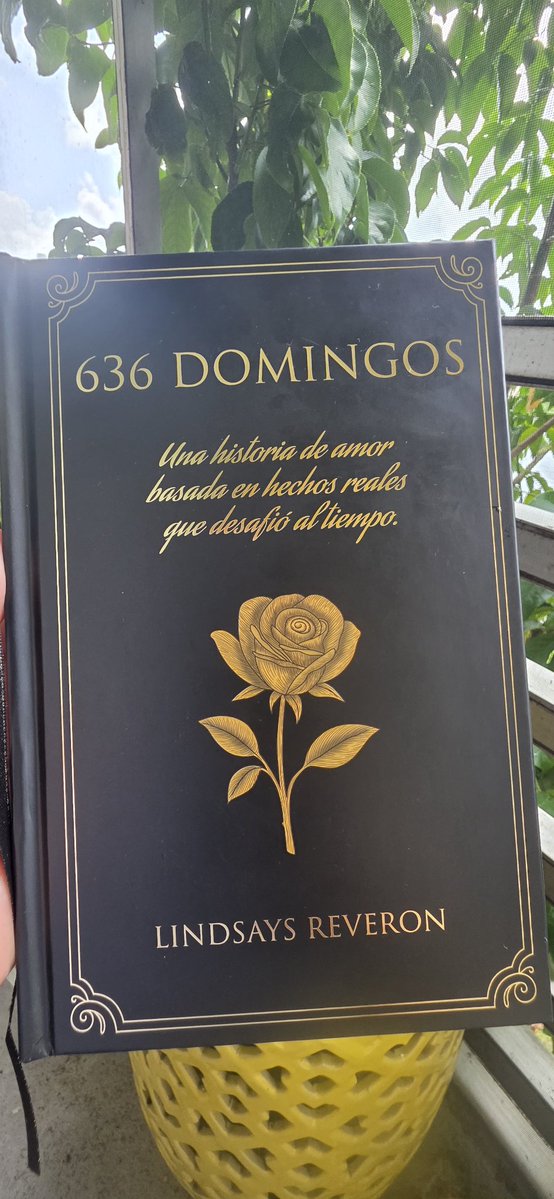 636 DOMINGOS
Una historia de amor
basada en hechos reales
que desafió al tiempo.
LINDSAYS REVERON